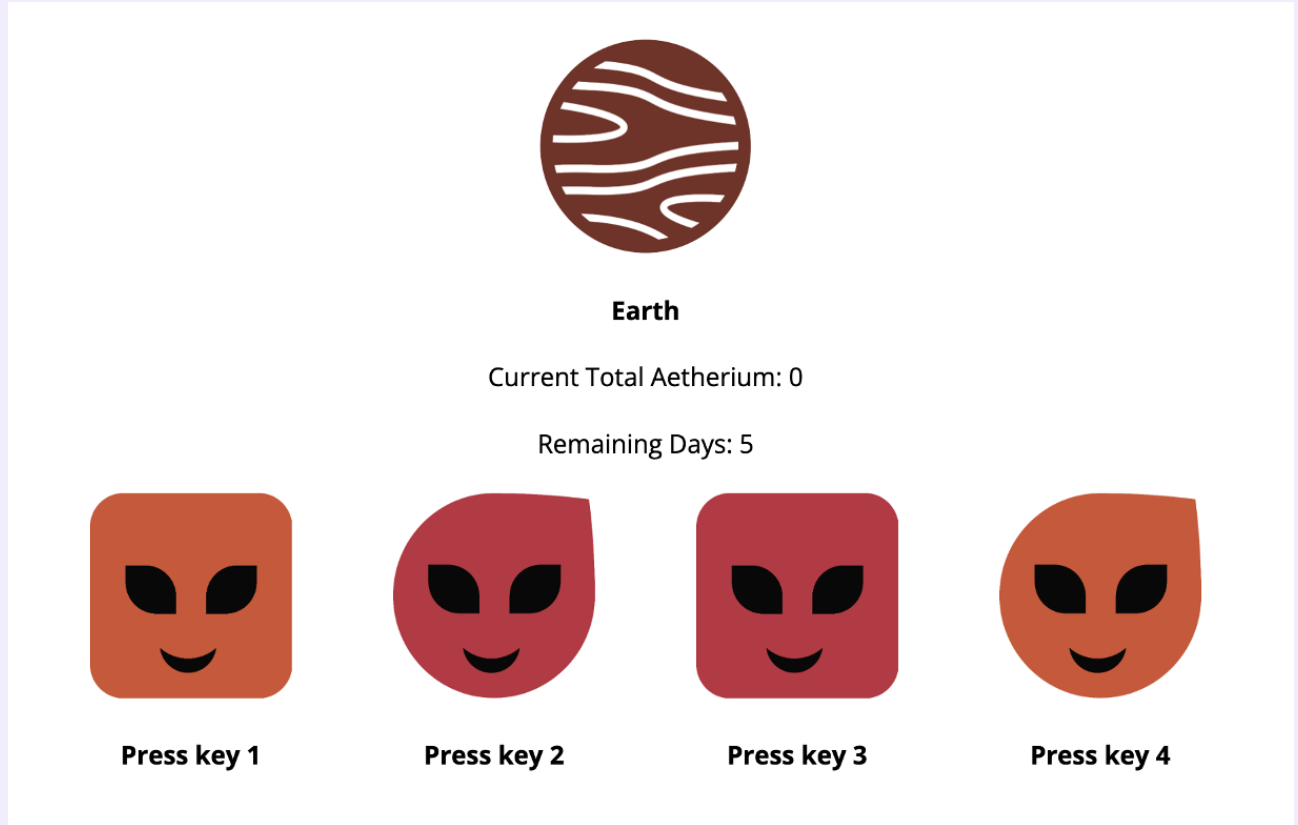 Earth
Current Total Aetherium: 0
Remaining Days: 5
Press key 1
Press key 2
Press key 3
Press key 4